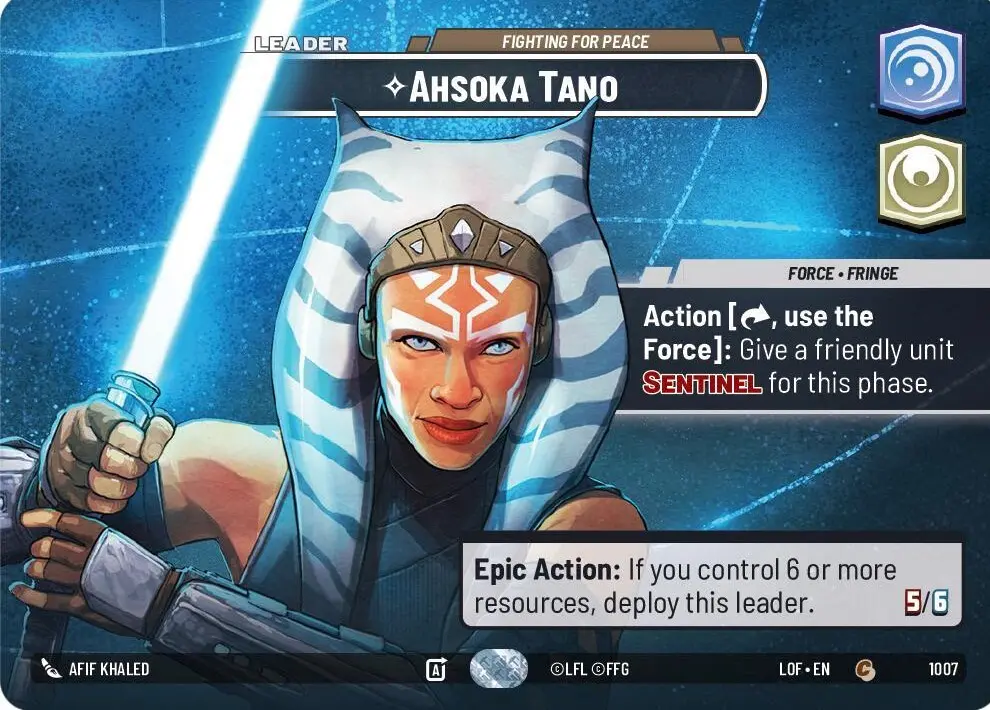 LEADER
FIGHTING FOR PEACE
AHSOKA TANO
FORCE • FRINGE
Action [, use the
Force]: Give a friendly unit
SENTINEL for this phase.
Epic Action: If you control 6 or more
resources, deploy this leader.
5/6
AFIF KHALED
A
©LFL ©FFG
LOF • EN
C
1007